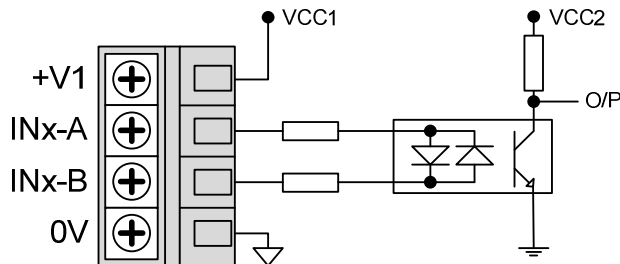 VCC1
VCC2
+V1
O/P
INx-A
INx-B
0V